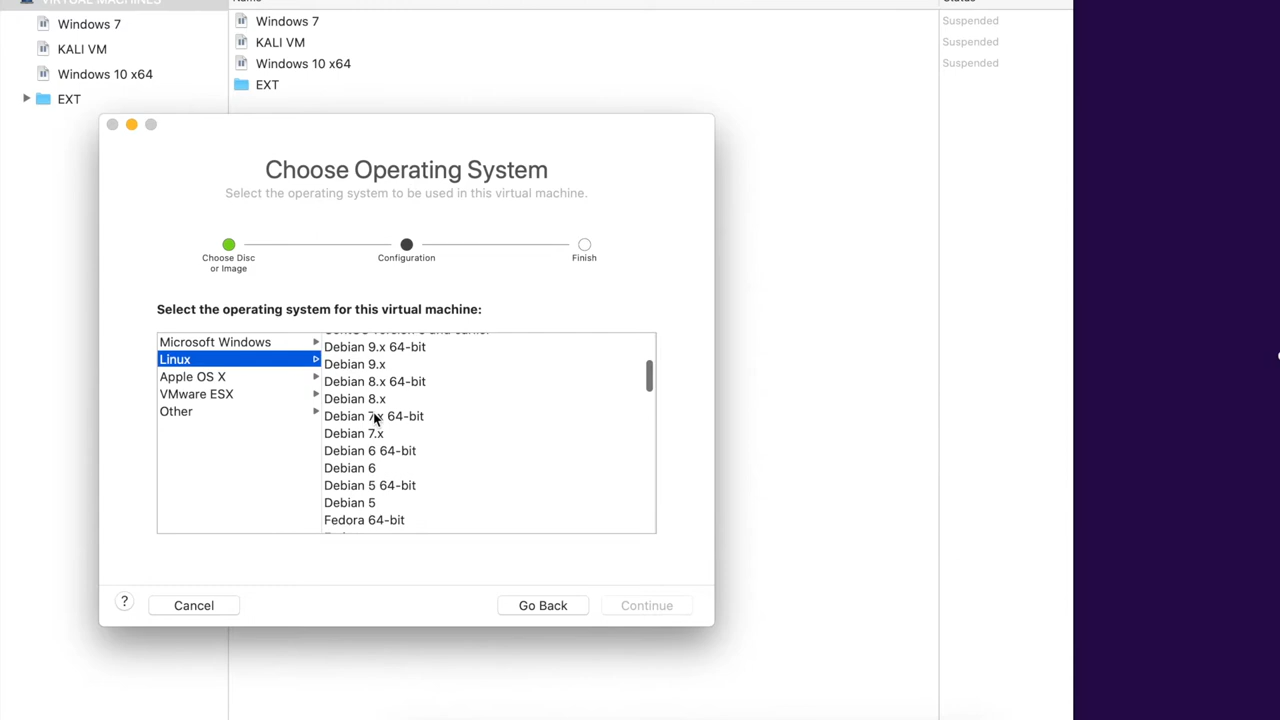 VIRTUAL MACHINES
Name
Status
Windows 7
KALI VM
Windows 10 x64
EXT
Windows 7
Suspended
KALI VM
Suspended
Windows 10 x64
Suspended
EXT
Choose Operating System
Select the operating system to be used in this virtual machine.
Choose Disc
or Image
Configuration
Finish
Select the operating system for this virtual machine:
Microsoft Windows
Linux
Apple OS X
VMware ESX
Other
Debian 9.x 64-bit
Debian 9.x
Debian 8.x 64-bit
Debian 8.x
Debian 7.x 64-bit
Debian 7.x
Debian 6 64-bit
Debian 6
Debian 5 64-bit
Debian 5
Fedora 64-bit
?
Cancel
Go Back
Continue